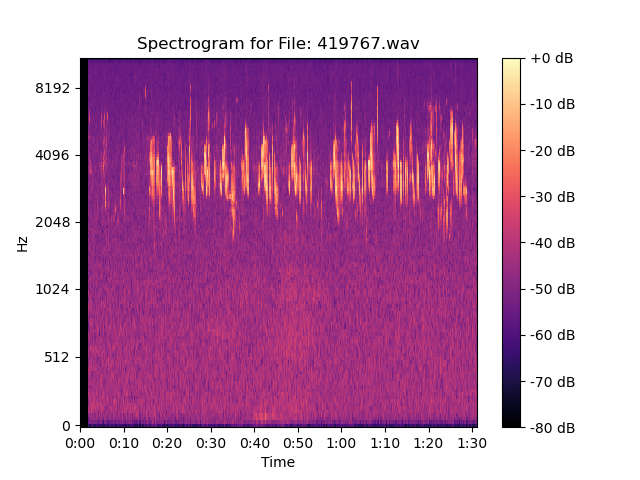 Spectrogram for File: 419767.wav
8192
4096
2048
1024
512
0
Hz
0:00 0:10 0:20 0:30 0:40 0:50 1:00 1:10 1:20 1:30
Time
+0 dB
-10 dB
-20 dB
-30 dB
-40 dB
-50 dB
-60 dB
-70 dB
-80 dB